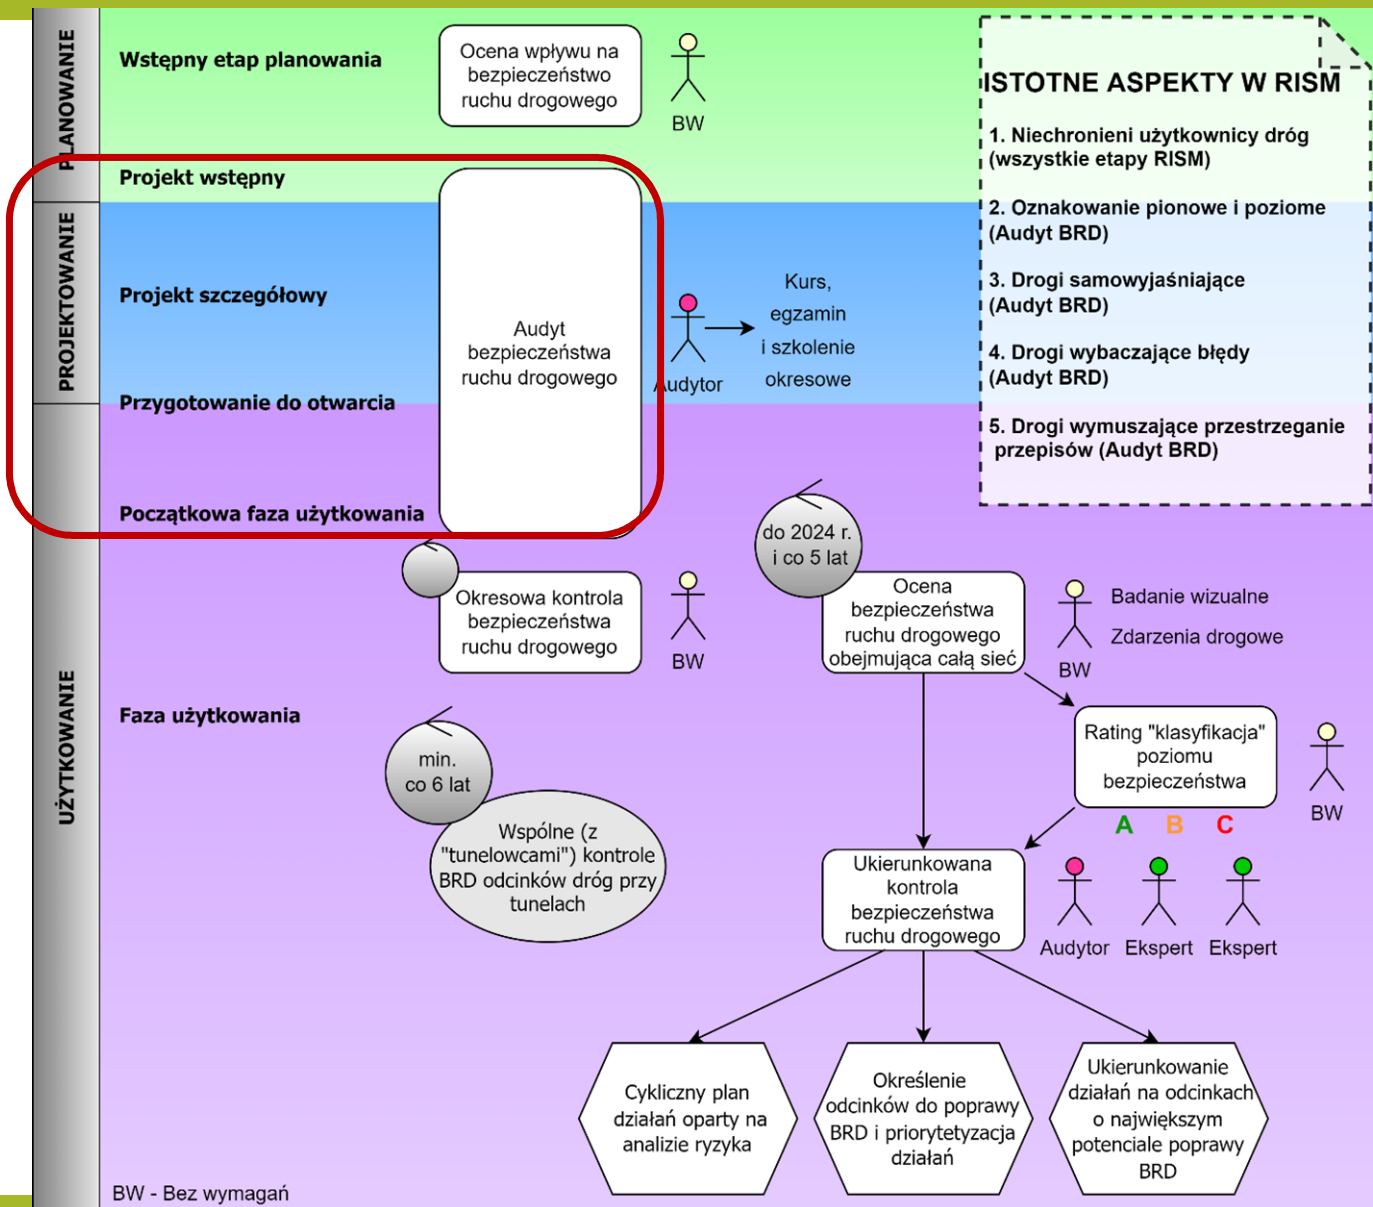 PLANOWANIE
Wstępny etap planowania
Ocena wpływu na
bezpieczeństwo
ruchu drogowego
BW
ISTOTNE ASPEKTY W RISM
1. Niechronieni użytkownicy dróg
(wszystkie etapy RISM)
2. Oznakowanie pionowe i poziome
(Audyt BRD)
3. Drogi samowyjaśniające
(Audyt BRD)
4. Drogi wybaczające błędy
(Audyt BRD)
5. Drogi wymuszające przestrzeganie
przepisów (Audyt BRD)
Projekt wstępny
PROJEKTOWANIE
Projekt szczegółowy
Audyt
bezpieczeństwa
ruchu drogowego
Audytor
Kurs,
egzamin
i szkolenie
okresowe
Przygotowanie do otwarcia
Początkowa faza użytkowania
UŻYTKOWANIE
Okresowa kontrola
bezpieczeństwa
ruchu drogowego
BW
do 2024 r.
i co 5 lat
Ocena
bezpieczeństwa
ruchu drogowego
obejmująca całą sieć
BW
Badanie wizualne
Zdarzenia drogowe
Faza użytkowania
min.
co 6 lat
Wspólne (z
"tunelowcami") kontrole
BRD odcinków dróg przy
tunelach
Rating "klasyfikacja"
poziomu
bezpieczeństwa
BW
A B C
Ukierunkowana
kontrola
bezpieczeństwa
ruchu drogowego
Audytor Ekspert Ekspert
Cykliczny plan
działań oparty na
analizie ryzyka
Określenie
odcinków do poprawy
BRD i priorytetyzacja
działań
Ukierunkowanie
działań na odcinkach
o największym
potenciale poprawy
BRD
BW - Bez wymagań